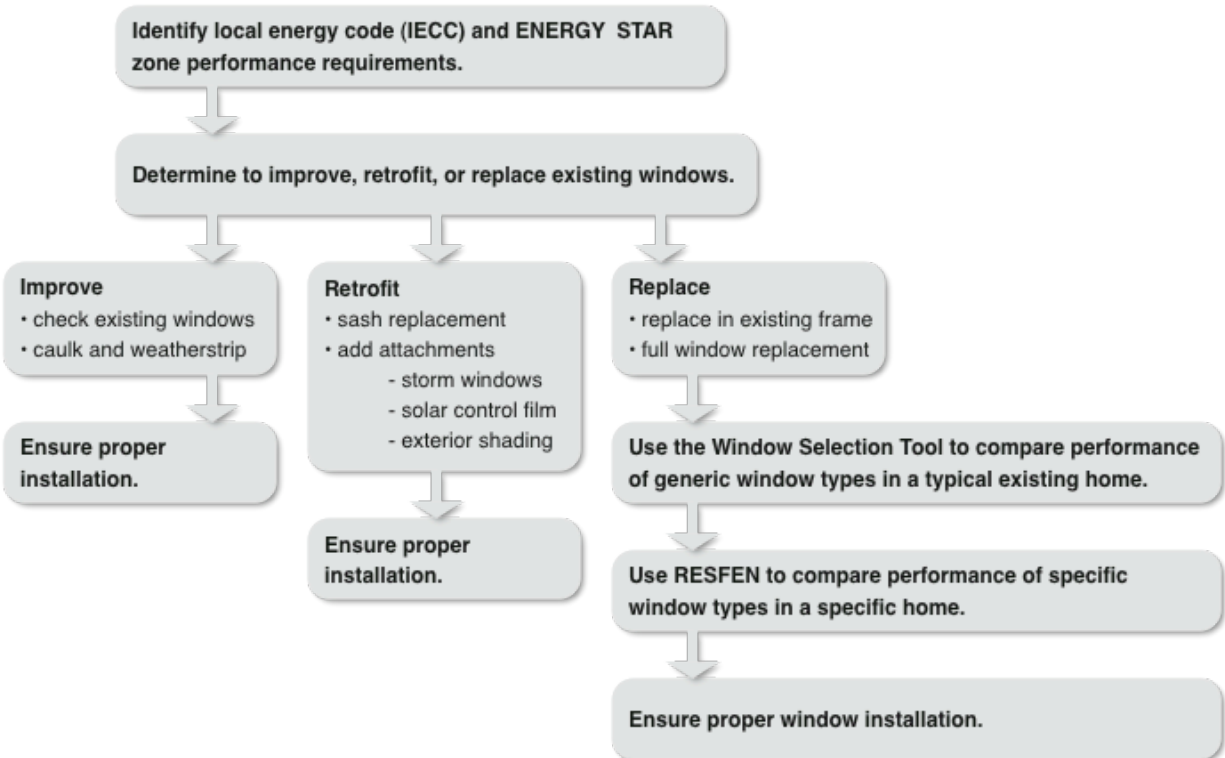 Identify local energy code (IECC) and ENERGY STAR
zone performance requirements.
Determine to improve, retrofit, or replace existing windows.
Improve
• check existing windows
• caulk and weatherstrip
Ensure proper
installation.
Retrofit
• sash replacement
• add attachments
- storm windows
- solar control film
- exterior shading
Ensure proper
installation.
Replace
• replace in existing frame
• full window replacement
Use the Window Selection Tool to compare performance
of generic window types in a typical existing home.
Use RESFEN to compare performance of specific
window types in a specific home.
Ensure proper window installation.